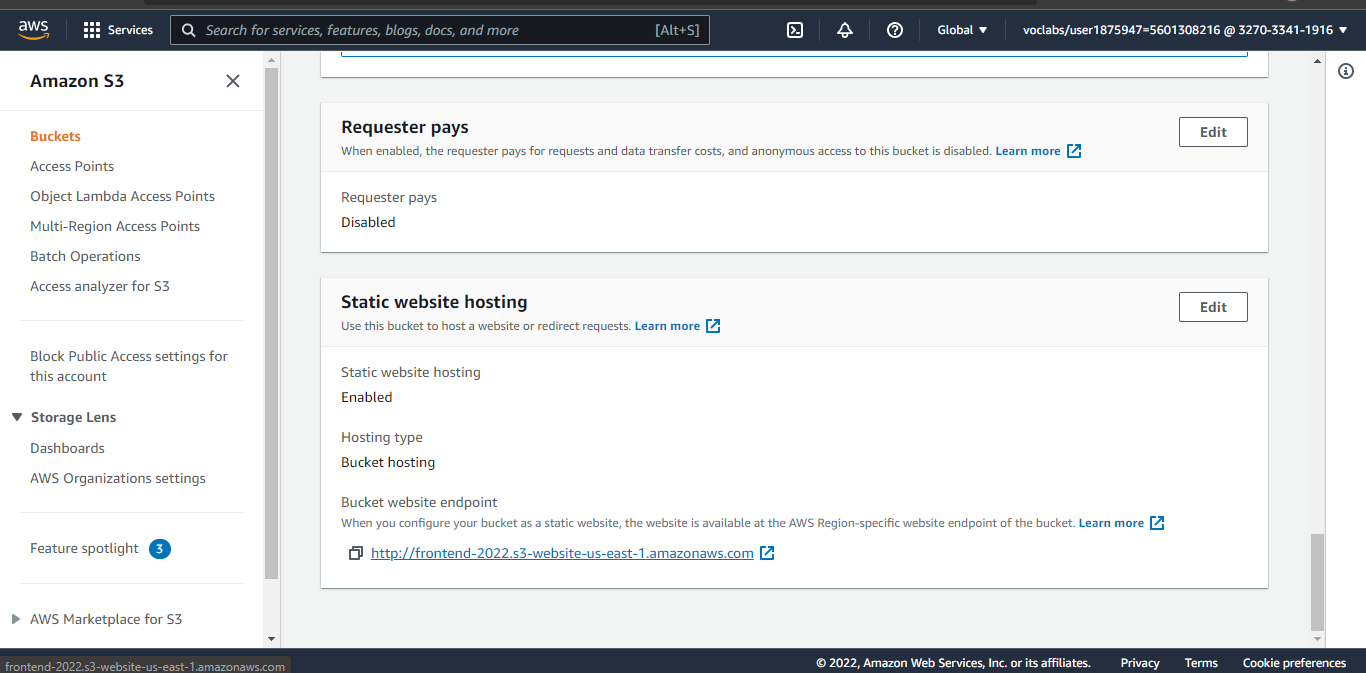 aws
Services
Search for services, features, blogs, docs, and more
[Alt+S]
Global
voclabs/user1875947=5601308216 @ 3270-3341-1916
Amazon S3
Buckets
Access Points
Object Lambda Access Points
Multi-Region Access Points
Batch Operations
Access analyzer for S3
Block Public Access settings for
this account
Storage Lens
Dashboards
AWS Organizations settings
Feature spotlight 3
AWS Marketplace for S3
Requester pays
Edit
When enabled, the requester pays for requests and data transfer costs, and anonymous access to this bucket is disabled. Learn more
Requester pays
Disabled
Static website hosting
Edit
Use this bucket to host a website or redirect requests. Learn more
Static website hosting
Enabled
Hosting type
Bucket hosting
Bucket website endpoint
When you configure your bucket as a static website, the website is available at the AWS Region-specific website endpoint of the bucket. Learn more
http://frontend-2022.s3-website-us-east-1.amazonaws.com
frontend-2022.s3-website-us-east-1.amazonaws.com
© 2022, Amazon Web Services, Inc. or its affiliates.
Privacy
Terms
Cookie preferences